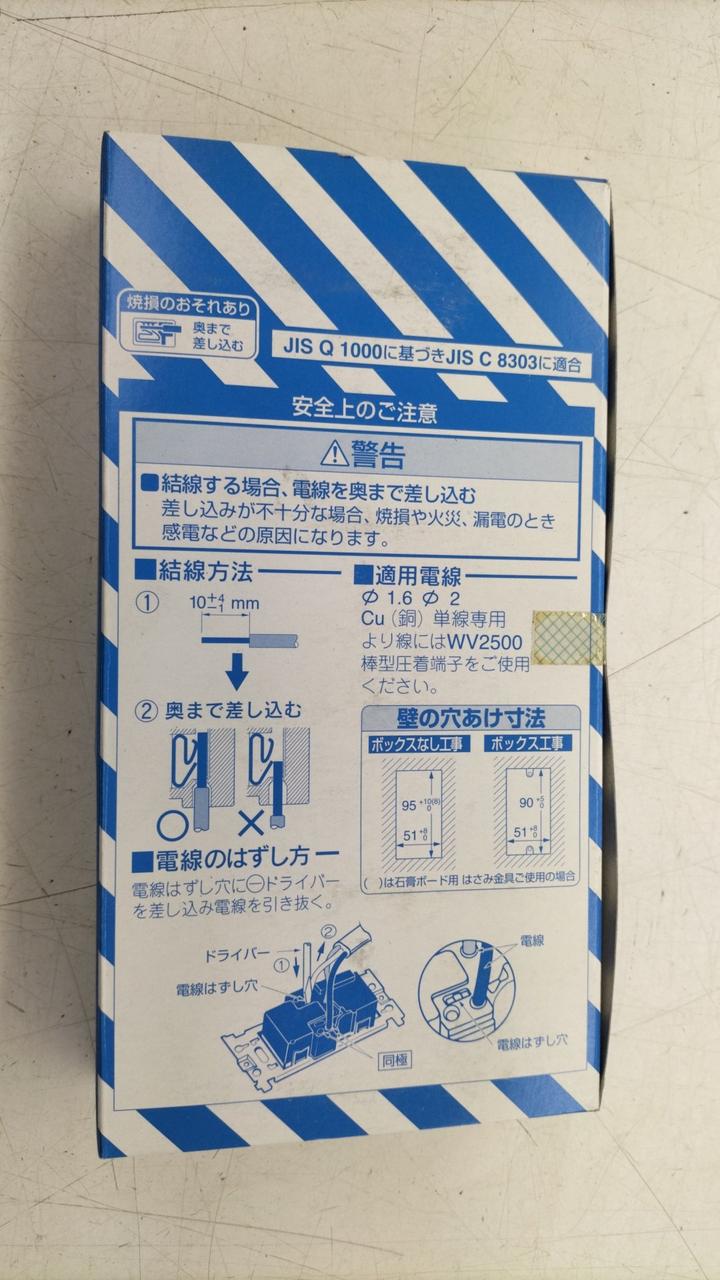 焼損のおそれあり
奥まで
差し込む
JIS Q 1000に基づきJIS C 8303に適合
安全上のご注意
⚠警告
■結線する場合、電線を奥まで差し込む
差し込みが不十分な場合、焼損や火災、漏電のとき
感電などの原因になります。
■結線方法
① 10+4 −1 mm
② 奥まで差し込む
○ ×
■適用電線
φ 1.6 φ 2
Cu（銅）単線専用
より線にはWV2500
棒型圧着端子をご使用
ください。
壁の穴あけ寸法
ボックスなし工事 ボックス工事
95 +10(8) 0
51 +8 0
90 +5 0
51 +8 0
( )は石膏ボード用 はさみ金具ご使用の場合
■電線のはずし方
電線はずし穴に⊖ドライバー
を差し込み電線を引き抜く。
②
ドライバー
①
電線はずし穴
同極
電線
電線はずし穴